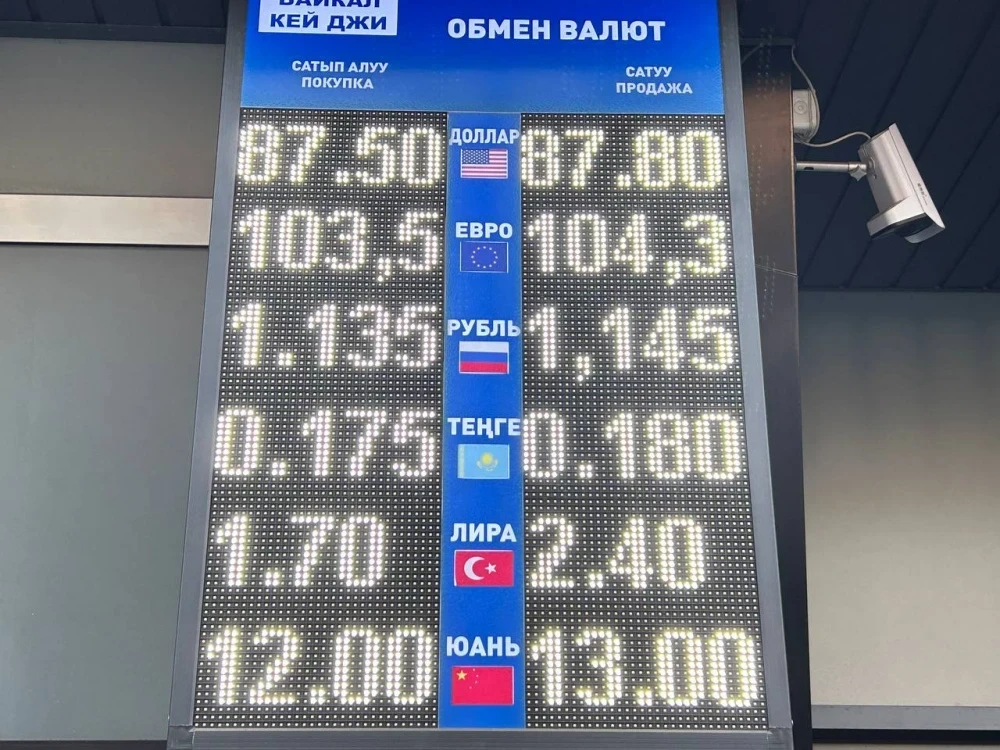 БАЙКАЛ
КЕЙ ДЖИ
ОБМЕН ВАЛЮТ
САТЫП АЛУУ
ПОКУПКА
САТУУ
ПРОДАЖА
87.50 ДОЛЛАР 87.80
103,5 ЕВРО 104,3
1.135 РУБЛЬ 1,145
0.175 ТЕҢГЕ 0.180
1.70 ЛИРА 2.40
12.00 ЮАНЬ 13.00